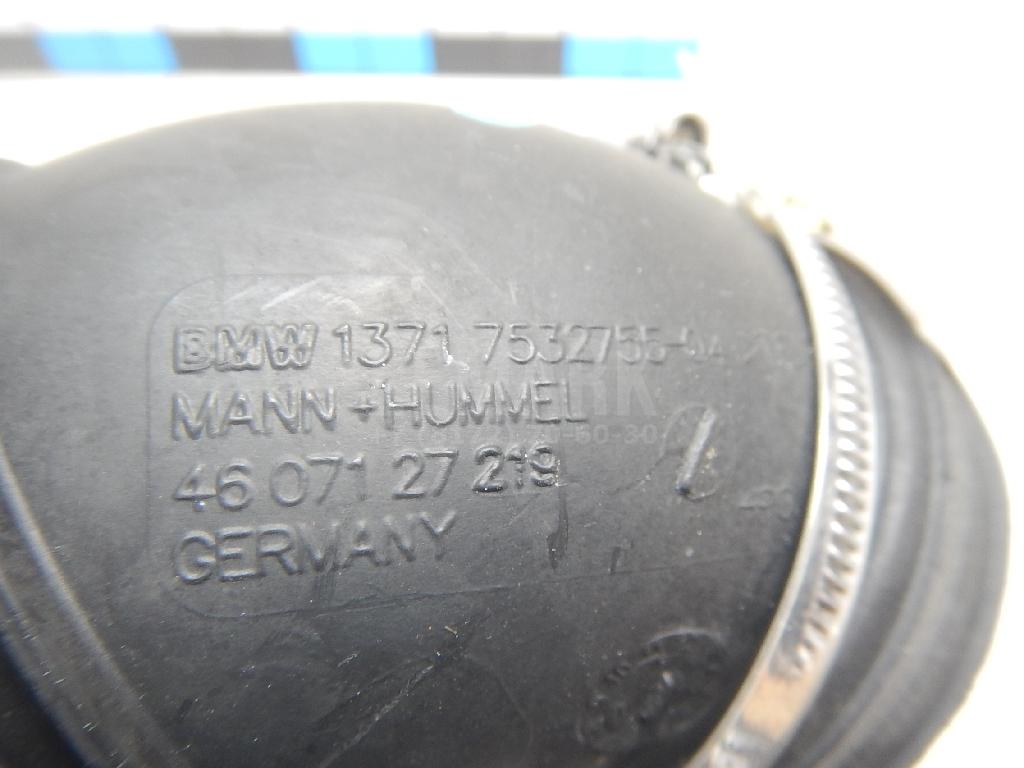 BMW 1371 7532755-
MANN+HUMMEL
46 071 27 219
GERMANY